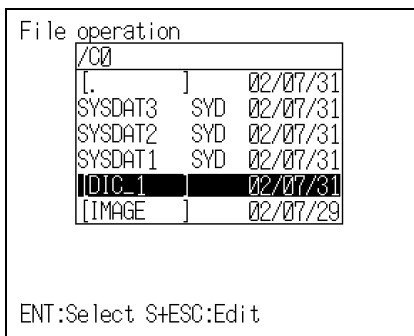 File operation
/C0
[. ] 02/07/31
SYSDAT3 SYD 02/07/31
SYSDAT2 SYD 02/07/31
SYSDAT1 SYD 02/07/31
[DIC_1 ] 02/07/31
[IMAGE ] 02/07/29
ENT:Select S+ESC:Edit